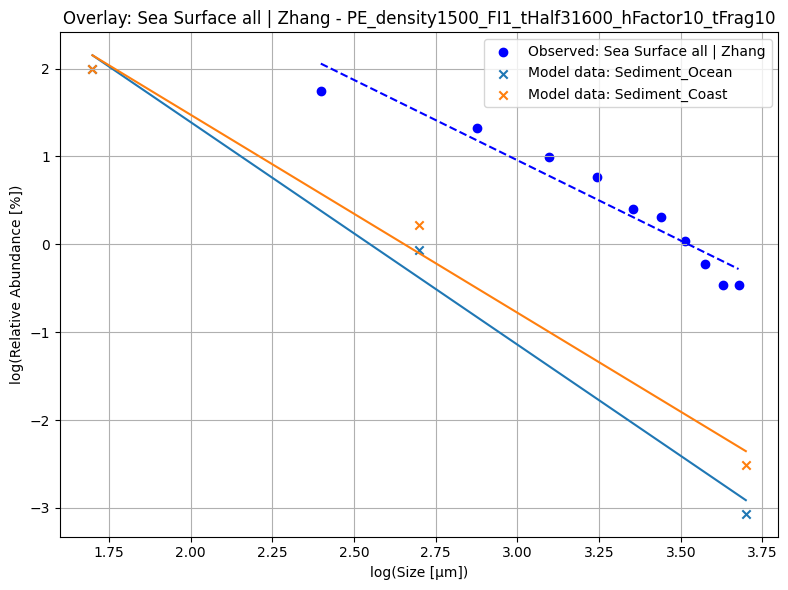 Overlay: Sea Surface all | Zhang - PE_density1500_FI1_tHalf31600_hFactor10_tFrag10
Observed: Sea Surface all | Zhang
Model data: Sediment_Ocean
Model data: Sediment_Coast
log(Relative Abundance [%])
2
1
0
−1
−2
−3
1.75
2.00
2.25
2.50
2.75
3.00
3.25
3.50
3.75
log(Size [μm])